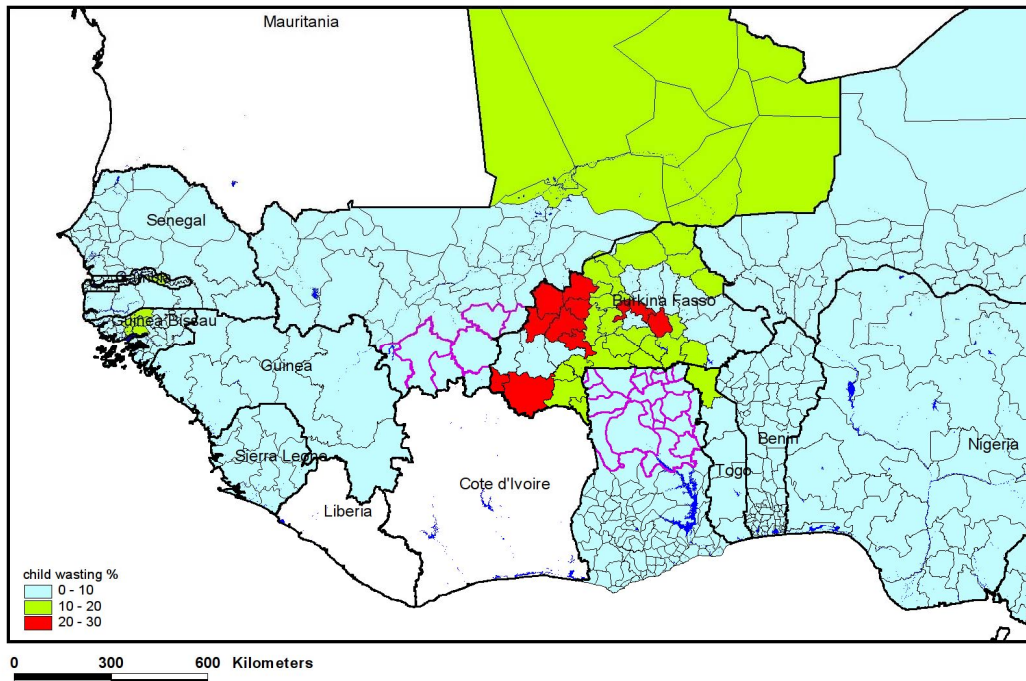 Mauritania
Senegal
Gambia
Guinea Bissau
Burkina Fasso
Guinea
Sierra Leone
Benin
Nigeria
Togo
Cote d'Ivoire
Liberia
child wasting %
0 - 10
10 - 20
20 - 30
0 300 600 Kilometers